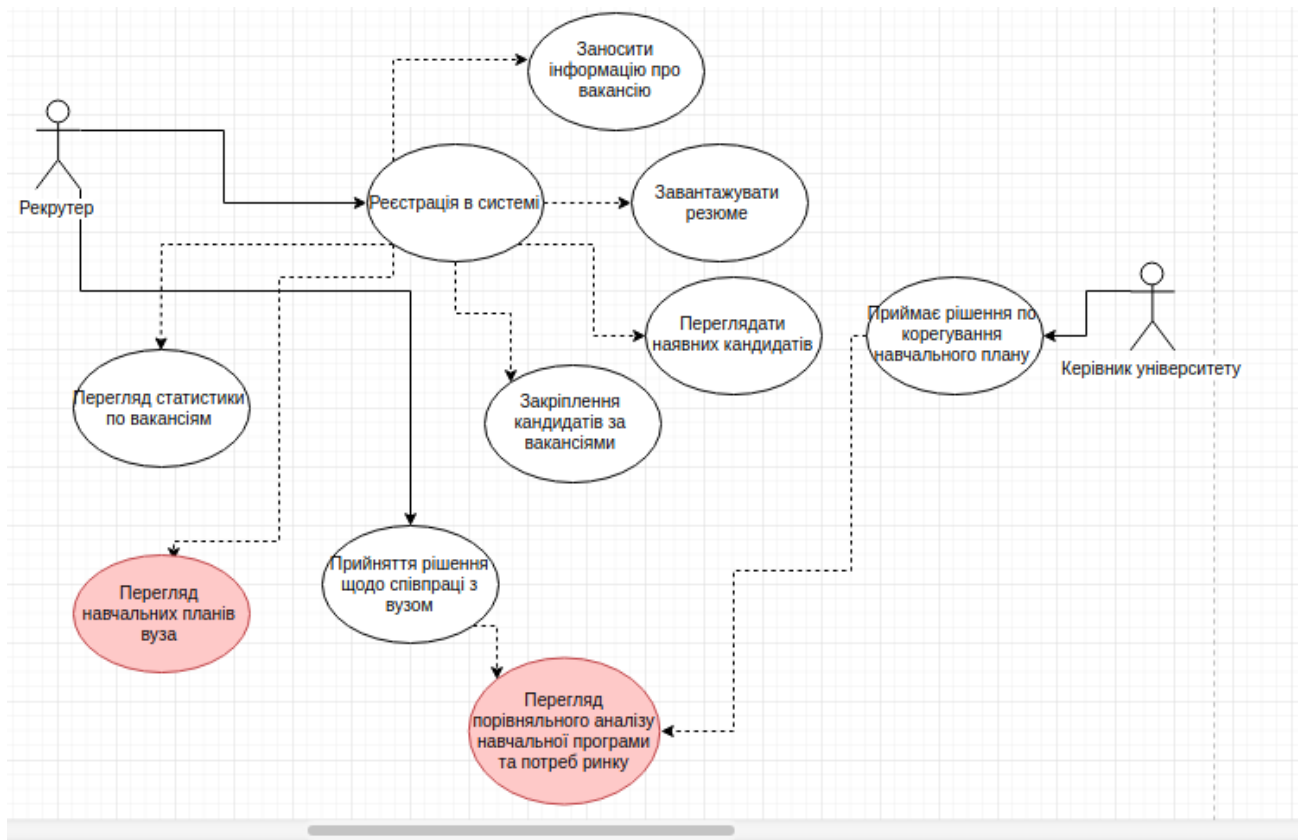 Заносити
інформацію про
вакансію
Рекрутер
Реєстрація в системі
Завантажувати
резюме
Переглядати
наявних кандидатів
Приймає рішення по
корегування
навчального плану
Керівник університету
Перегляд статистики
по вакансіям
Закріплення
кандидатів за
вакансіями
Прийняття рішення
щодо співпраці з
вузом
Перегляд
навчальних планів
вуза
Перегляд
порівняльного аналізу
навчальної програми
та потреб ринку